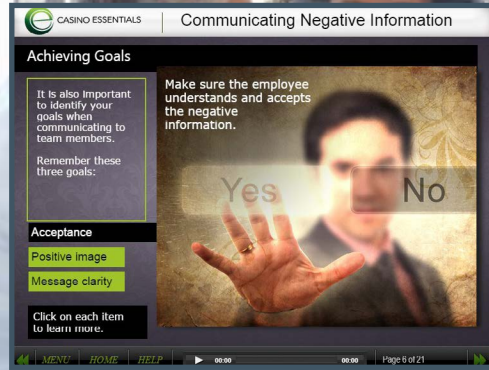 CASINO ESSENTIALS
Communicating Negative Information
Achieving Goals
It Is also Important
to identify your
goals when
communicating to
team members.
Remember these
three goals:
Make sure the employee
understands and accepts
the negative
information.
Yes
No
Acceptance
Positive image
Message clarity
Click on each item
to learn more.
MENU
HOME
HELP
00:00
00:00
Page 6 of 21